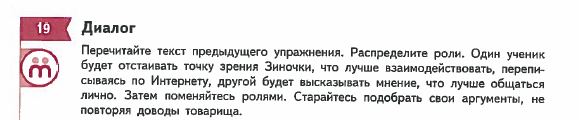 19 Диалог
Перечитайте текст предыдущего упражнения. Распределите роли. Один ученик
будет отстаивать точку зрения Зиночки, что лучше взаимодействовать, перепи-
сываясь по Интернету, другой будет высказывать мнение, что лучше общаться
лично. Затем поменяйтесь ролями. Старайтесь подобрать свои аргументы, не
повторяя доводы товарища.